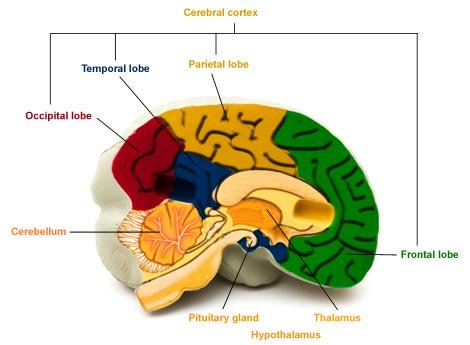 Cerebral cortex
Temporal lobe
Parietal lobe
Occipital lobe
Cerebellum
Frontal lobe
Pituitary gland
Thalamus
Hypothalamus